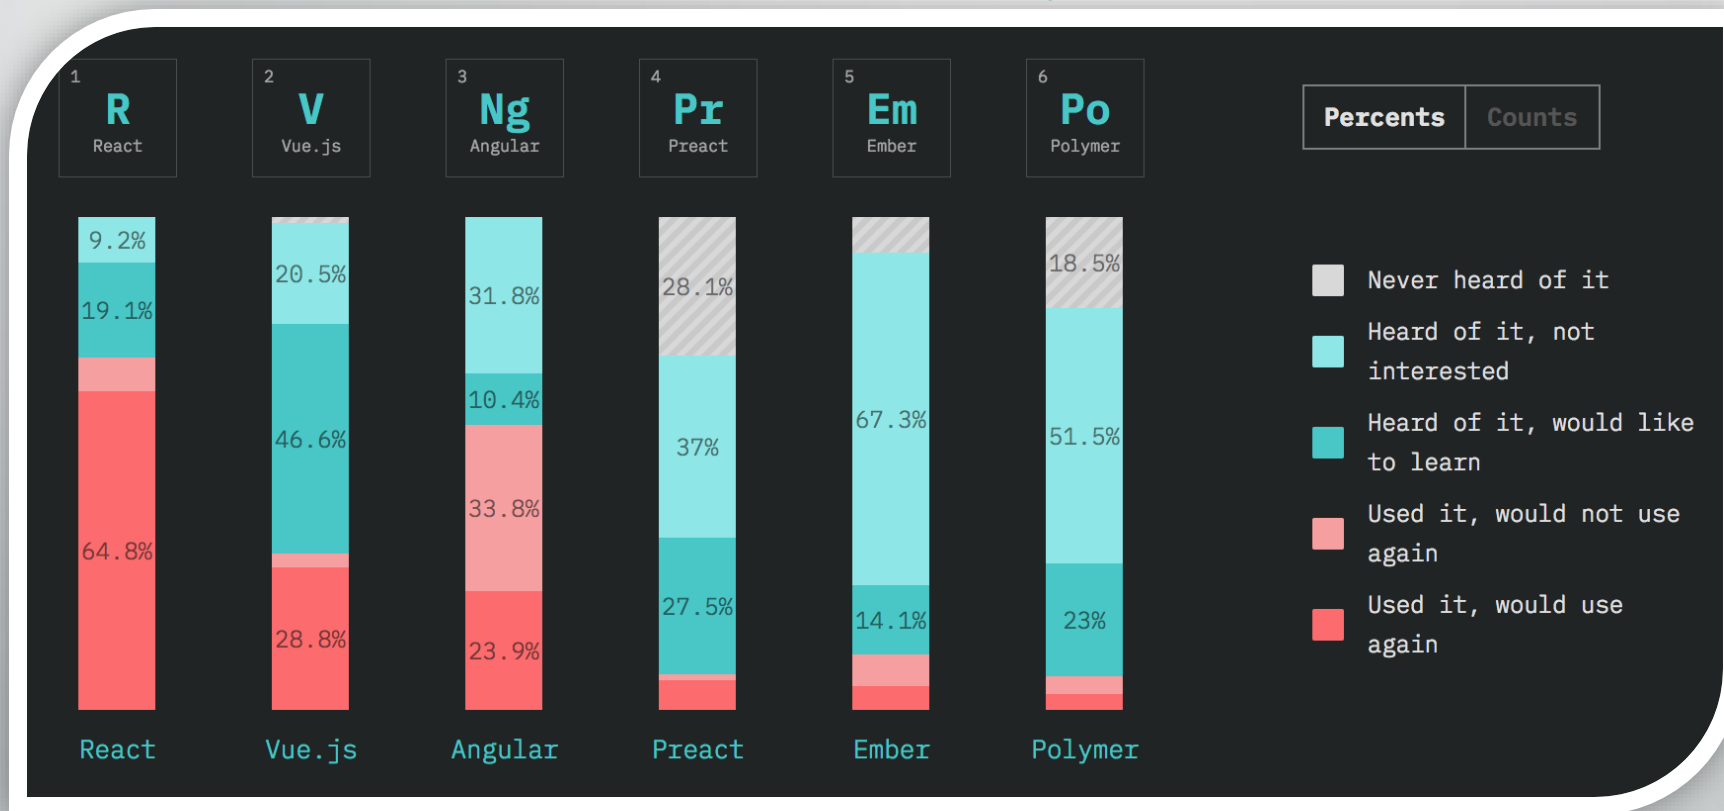 1
R
React
2
V
Vue.js
3
Ng
Angular
4
Pr
Preact
5
Em
Ember
6
Po
Polymer
Percents
Counts
9.2%
19.1%
64.8%
20.5%
46.6%
28.8%
31.8%
10.4%
33.8%
23.9%
28.1%
37%
27.5%
67.3%
14.1%
18.5%
51.5%
23%
React
Vue.js
Angular
Preact
Ember
Polymer
Never heard of it
Heard of it, not
interested
Heard of it, would like
to learn
Used it, would not use
again
Used it, would use
again